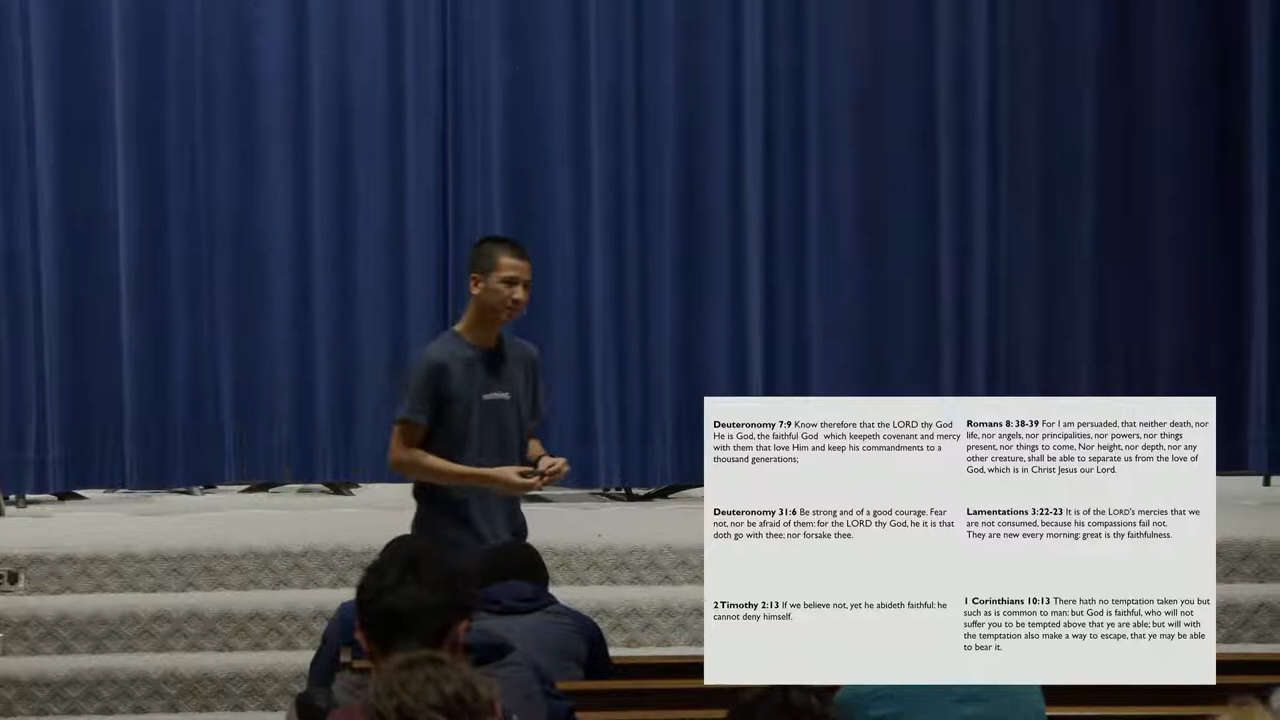 Deuteronomy 7:9 Know therefore that the LORD thy God
He is God, the faithful God which keepeth covenant and mercy
with them that love Him and keep his commandments to a
thousand generations;
Deuteronomy 31:6 Be strong and of a good courage. Fear
not, nor be afraid of them: for the LORD thy God, he it is that
doth go with thee; nor forsake thee.
2 Timothy 2:13 If we believe not, yet he abideth faithful: he
cannot deny himself.
Romans 8: 38-39 For I am persuaded, that neither death, nor
life, nor angels, nor principalities, nor powers, nor things
present, nor things to come, Nor height, nor depth, nor any
other creature, shall be able to separate us from the love of
God, which is in Christ Jesus our Lord.
Lamentations 3:22-23 It is of the LORD's mercies that we
are not consumed, because his compassions fail not.
They are new every morning: great is thy faithfulness.
1 Corinthians 10:13 There hath no temptation taken you but
such as is common to man: but God is faithful, who will not
suffer you to be tempted above that ye are able; but will with
the temptation also make a way to escape, that ye may be able
to bear it.